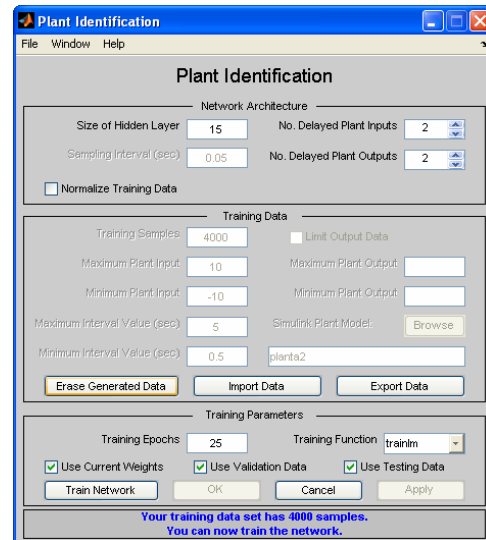 Plant Identification
File Window Help
Plant Identification
Network Architecture
Size of Hidden Layer 15 No. Delayed Plant Inputs 2
Sampling Interval (sec) 0.05 No. Delayed Plant Outputs 2
Normalize Training Data
Training Data
Training Samples 4000 Limit Output Data
Maximum Plant Input 10 Maximum Plant Output
Minimum Plant Input -10 Minimum Plant Output
Maximum Interval Value (sec) 5 Simulink Plant Model: Browse
Minimum Interval Value (sec) 0.5 planta2
Erase Generated Data Import Data Export Data
Training Parameters
Training Epochs 25 Training Function trainlm
Use Current Weights Use Validation Data Use Testing Data
Train Network OK Cancel Apply
Your training data set has 4000 samples.
You can now train the network.